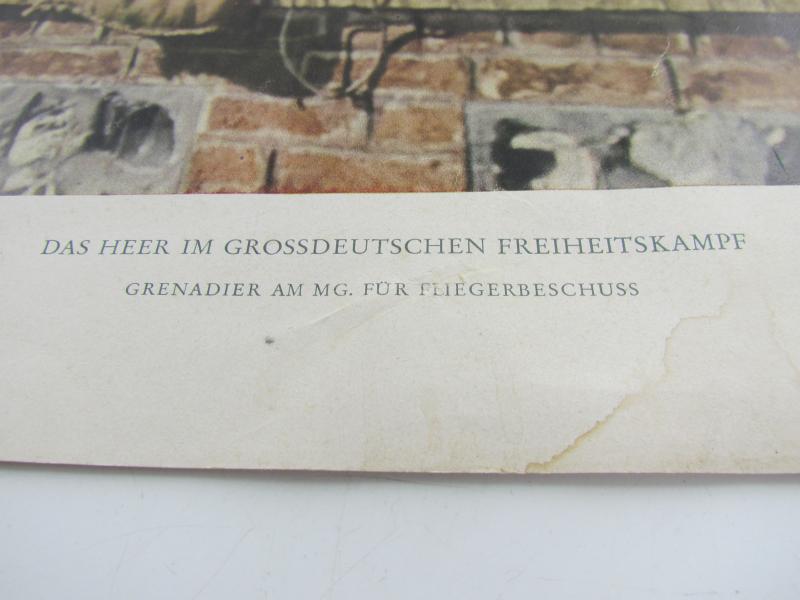 DAS HEER IM GROSSDEUTSCHEN FREIHEITSKAMPF
GRENADIER AM MG. FÜR FLIEGERBESCHUSS